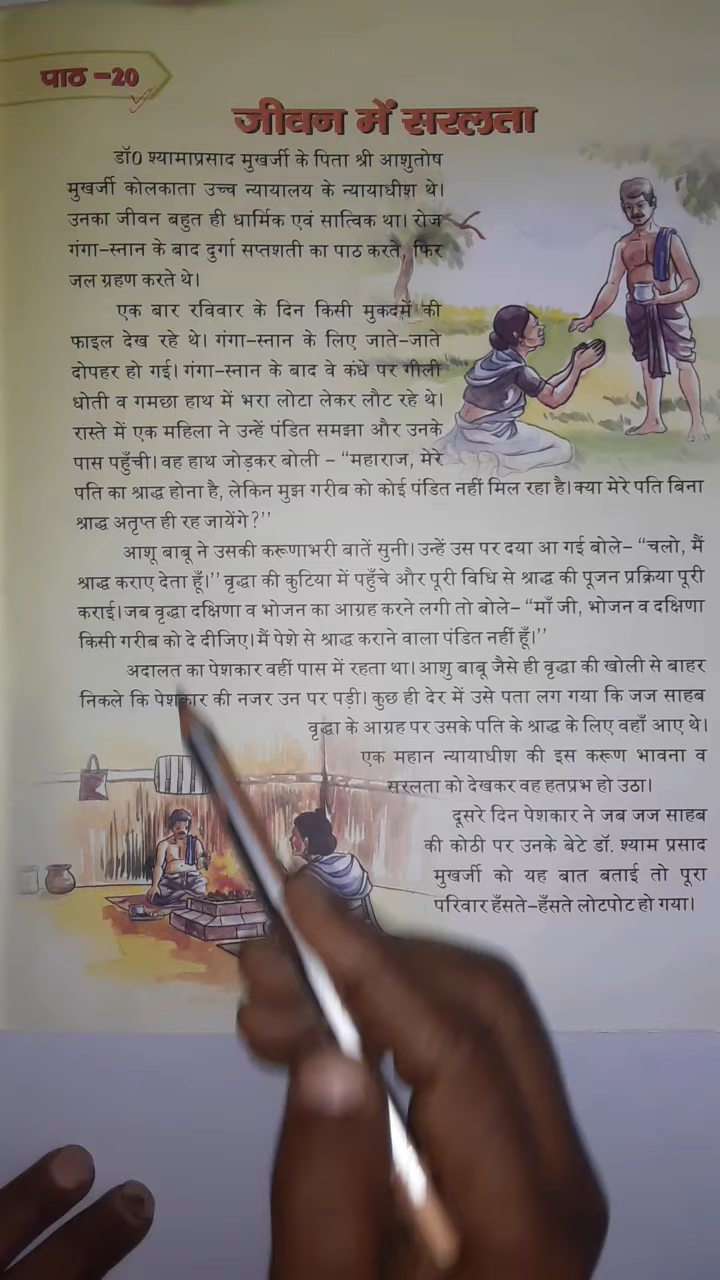 पाठ -20
जीवन में सरलता
डॉ0 श्यामाप्रसाद मुखर्जी के पिता श्री आशुतोष
मुखर्जी कोलकाता उच्च न्यायालय के न्यायाधीश थे।
उनका जीवन बहुत ही धार्मिक एवं सात्विक था। रोज
गंगा-स्नान के बाद दुर्गा सप्तशती का पाठ करते, फिर
जल ग्रहण करते थे।
एक बार रविवार के दिन किसी मुकदमें की
फाइल देख रहे थे। गंगा-स्नान के लिए जाते-जाते
दोपहर हो गई। गंगा-स्नान के बाद वे कंधे पर गीली
धोती व गमछा हाथ में भरा लोटा लेकर लौट रहे थे।
रास्ते में एक महिला ने उन्हें पंडित समझा और उनके
पास पहुँची। वह हाथ जोड़कर बोली - “महाराज, मेरे
पति का श्राद्ध होना है, लेकिन मुझ गरीब को कोई पंडित नहीं मिल रहा है। क्या मेरे पति बिना
श्राद्ध अतृप्त ही रह जायेंगे?’’
आशू बाबू ने उसकी करूणाभरी बातें सुनी। उन्हें उस पर दया आ गई बोले- “चलो, मैं
श्राद्ध कराए देता हूँ।’’ वृद्धा की कुटिया में पहुँचे और पूरी विधि से श्राद्ध की पूजन प्रक्रिया पूरी
कराई। जब वृद्धा दक्षिणा व भोजन का आग्रह करने लगी तो बोले- “माँ जी, भोजन व दक्षिणा
किसी गरीब को दे दीजिए। मैं पेशे से श्राद्ध कराने वाला पंडित नहीं हूँ।’’
अदालत का पेशकार वहीं पास में रहता था। आशु बाबू जैसे ही वृद्धा की खोली से बाहर
निकले कि पेशकार की नजर उन पर पड़ी। कुछ ही देर में उसे पता लग गया कि जज साहब
वृद्धा के आग्रह पर उसके पति के श्राद्ध के लिए वहाँ आए थे।
एक महान न्यायाधीश की इस करूण भावना व
सरलता को देखकर वह हतप्रभ हो उठा।
दूसरे दिन पेशकार ने जब जज साहब
की कोठी पर उनके बेटे डॉ. श्याम प्रसाद
मुखर्जी को यह बात बताई तो पूरा
परिवार हँसते-हँसते लोटपोट हो गया।